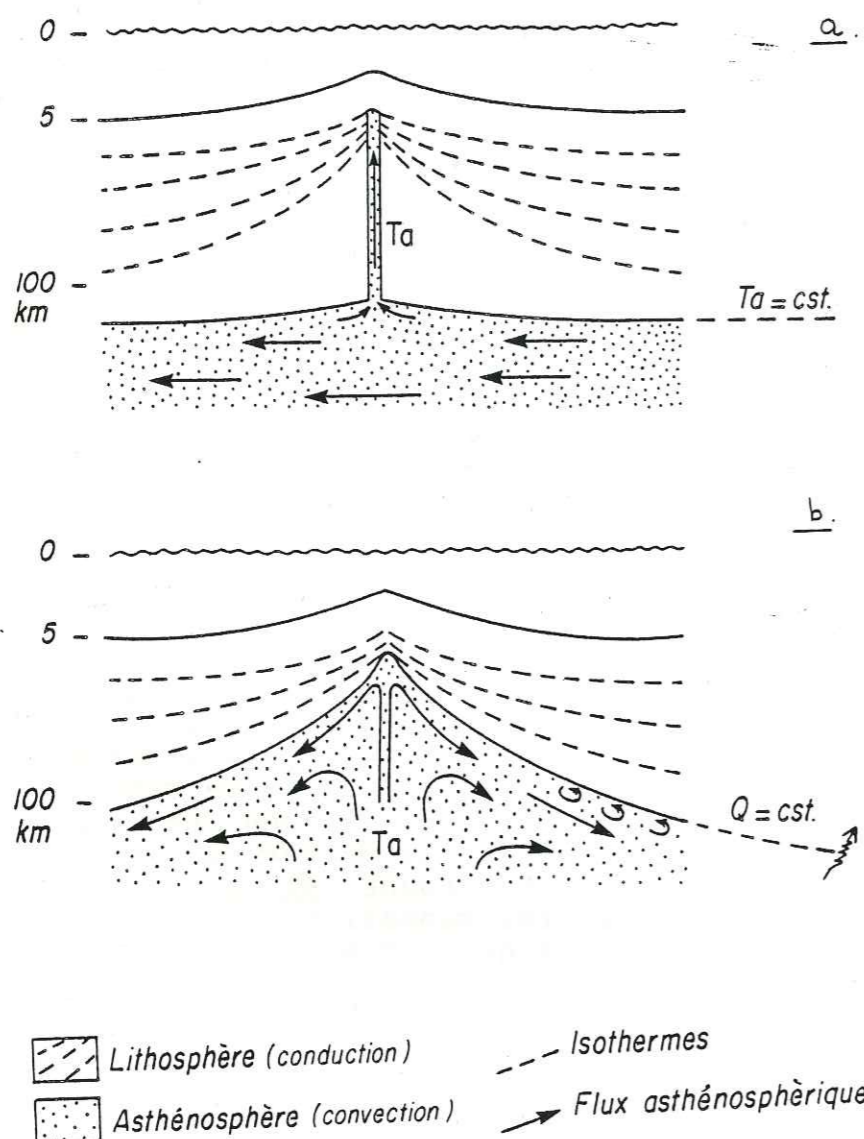 a.
0
5
Ta
100
km
Ta = cst.
b.
0
5
100
km
Ta
Q = cst.
Lithosphère (conduction)
Isothermes
Asthénosphère (convection)
Flux asthénosphèrique